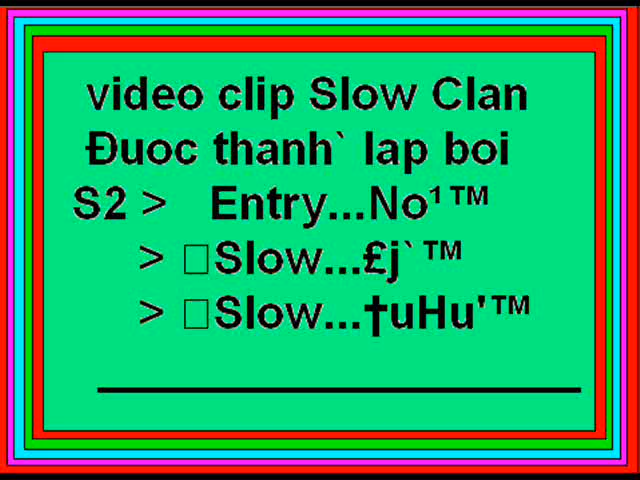 video clip Slow Clan
Đuoc thanh` lap boi
S2 > Entry...No¹™
> □Slow...£j`™
> □Slow...†uHu'™